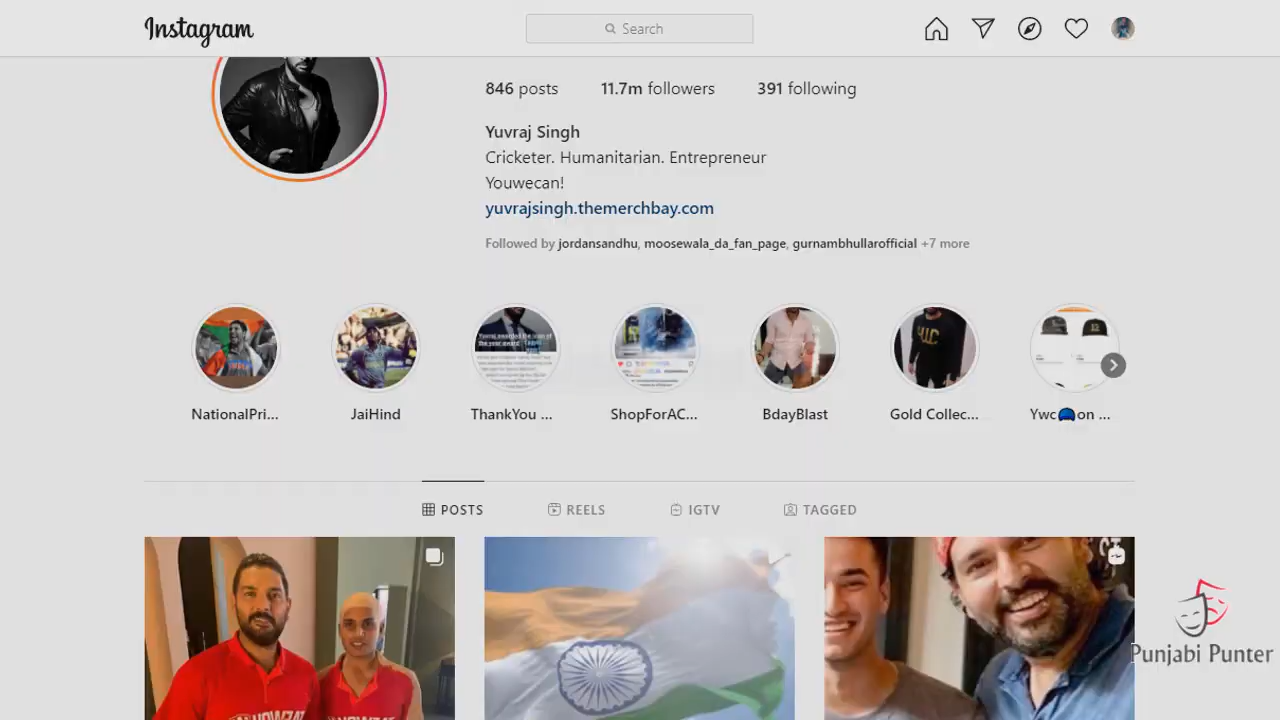 Instagram
Search
846 posts 11.7m followers 391 following
Yuvraj Singh
Cricketer. Humanitarian. Entrepreneur
Youwecan!
yuvrajsingh.themerchbay.com
Followed by jordansandhu, moosewala_da_fan_page, gurnambhullarofficial +7 more
NationalPri... JaiHind ThankYou ... ShopForAC... BdayBlast Gold Collec... Ywc🧢on ...
POSTS REELS IGTV TAGGED
Punjabi Punter